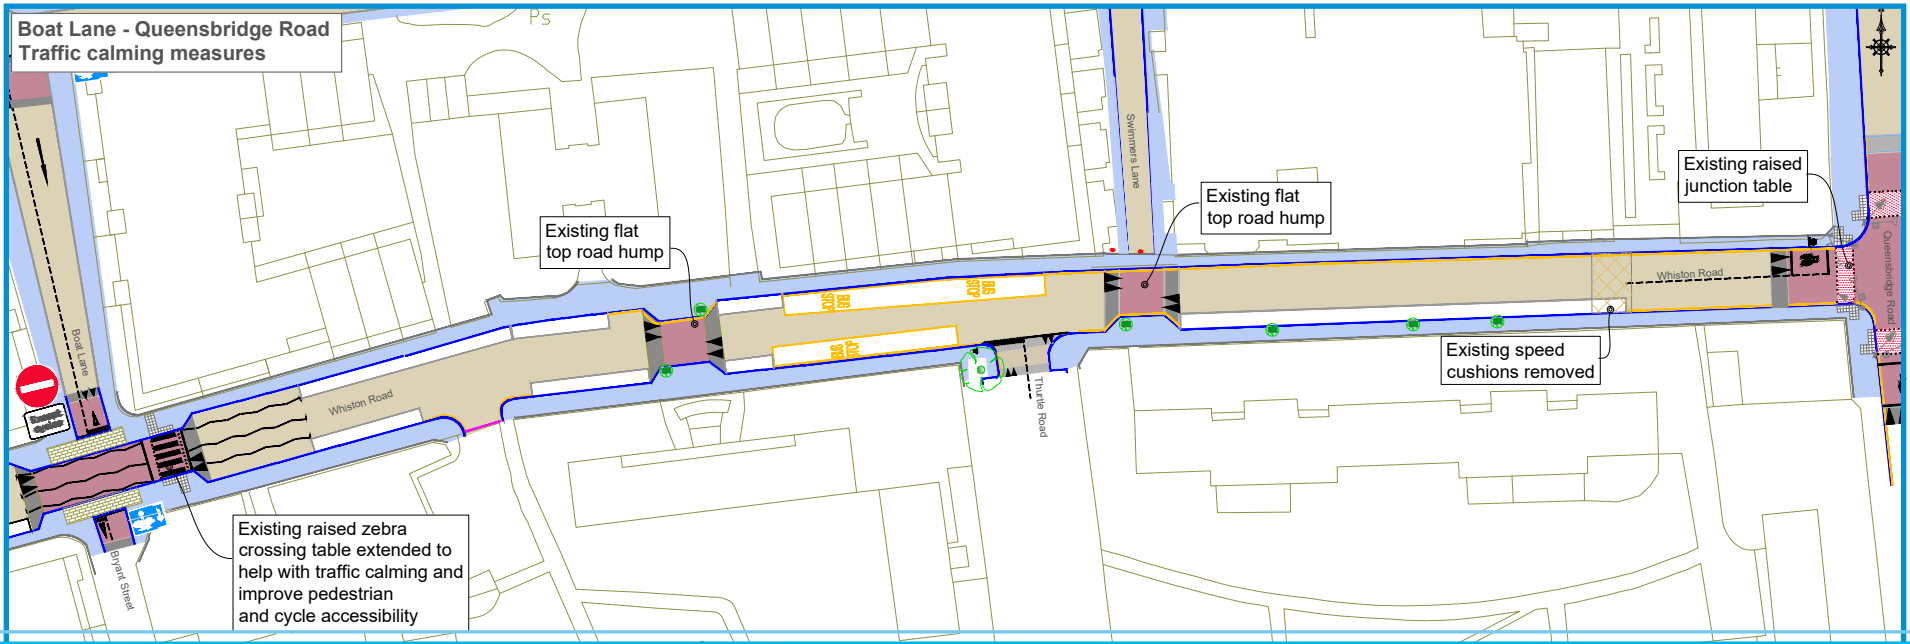 Boat Lane - Queensbridge Road
Traffic calming measures
Ps
Existing flat
top road hump
Existing flat
top road hump
Existing raised
junction table
Existing speed
cushions removed
Existing raised zebra
crossing table extended to
help with traffic calming and
improve pedestrian
and cycle accessibility
Boat Lane
Swimmers Lane
Queensbridge Road
Whiston Road
Whiston Road
Thurtle Road
Bryant Street
BUS
STOP
BUS
STOP
BUS
STOP